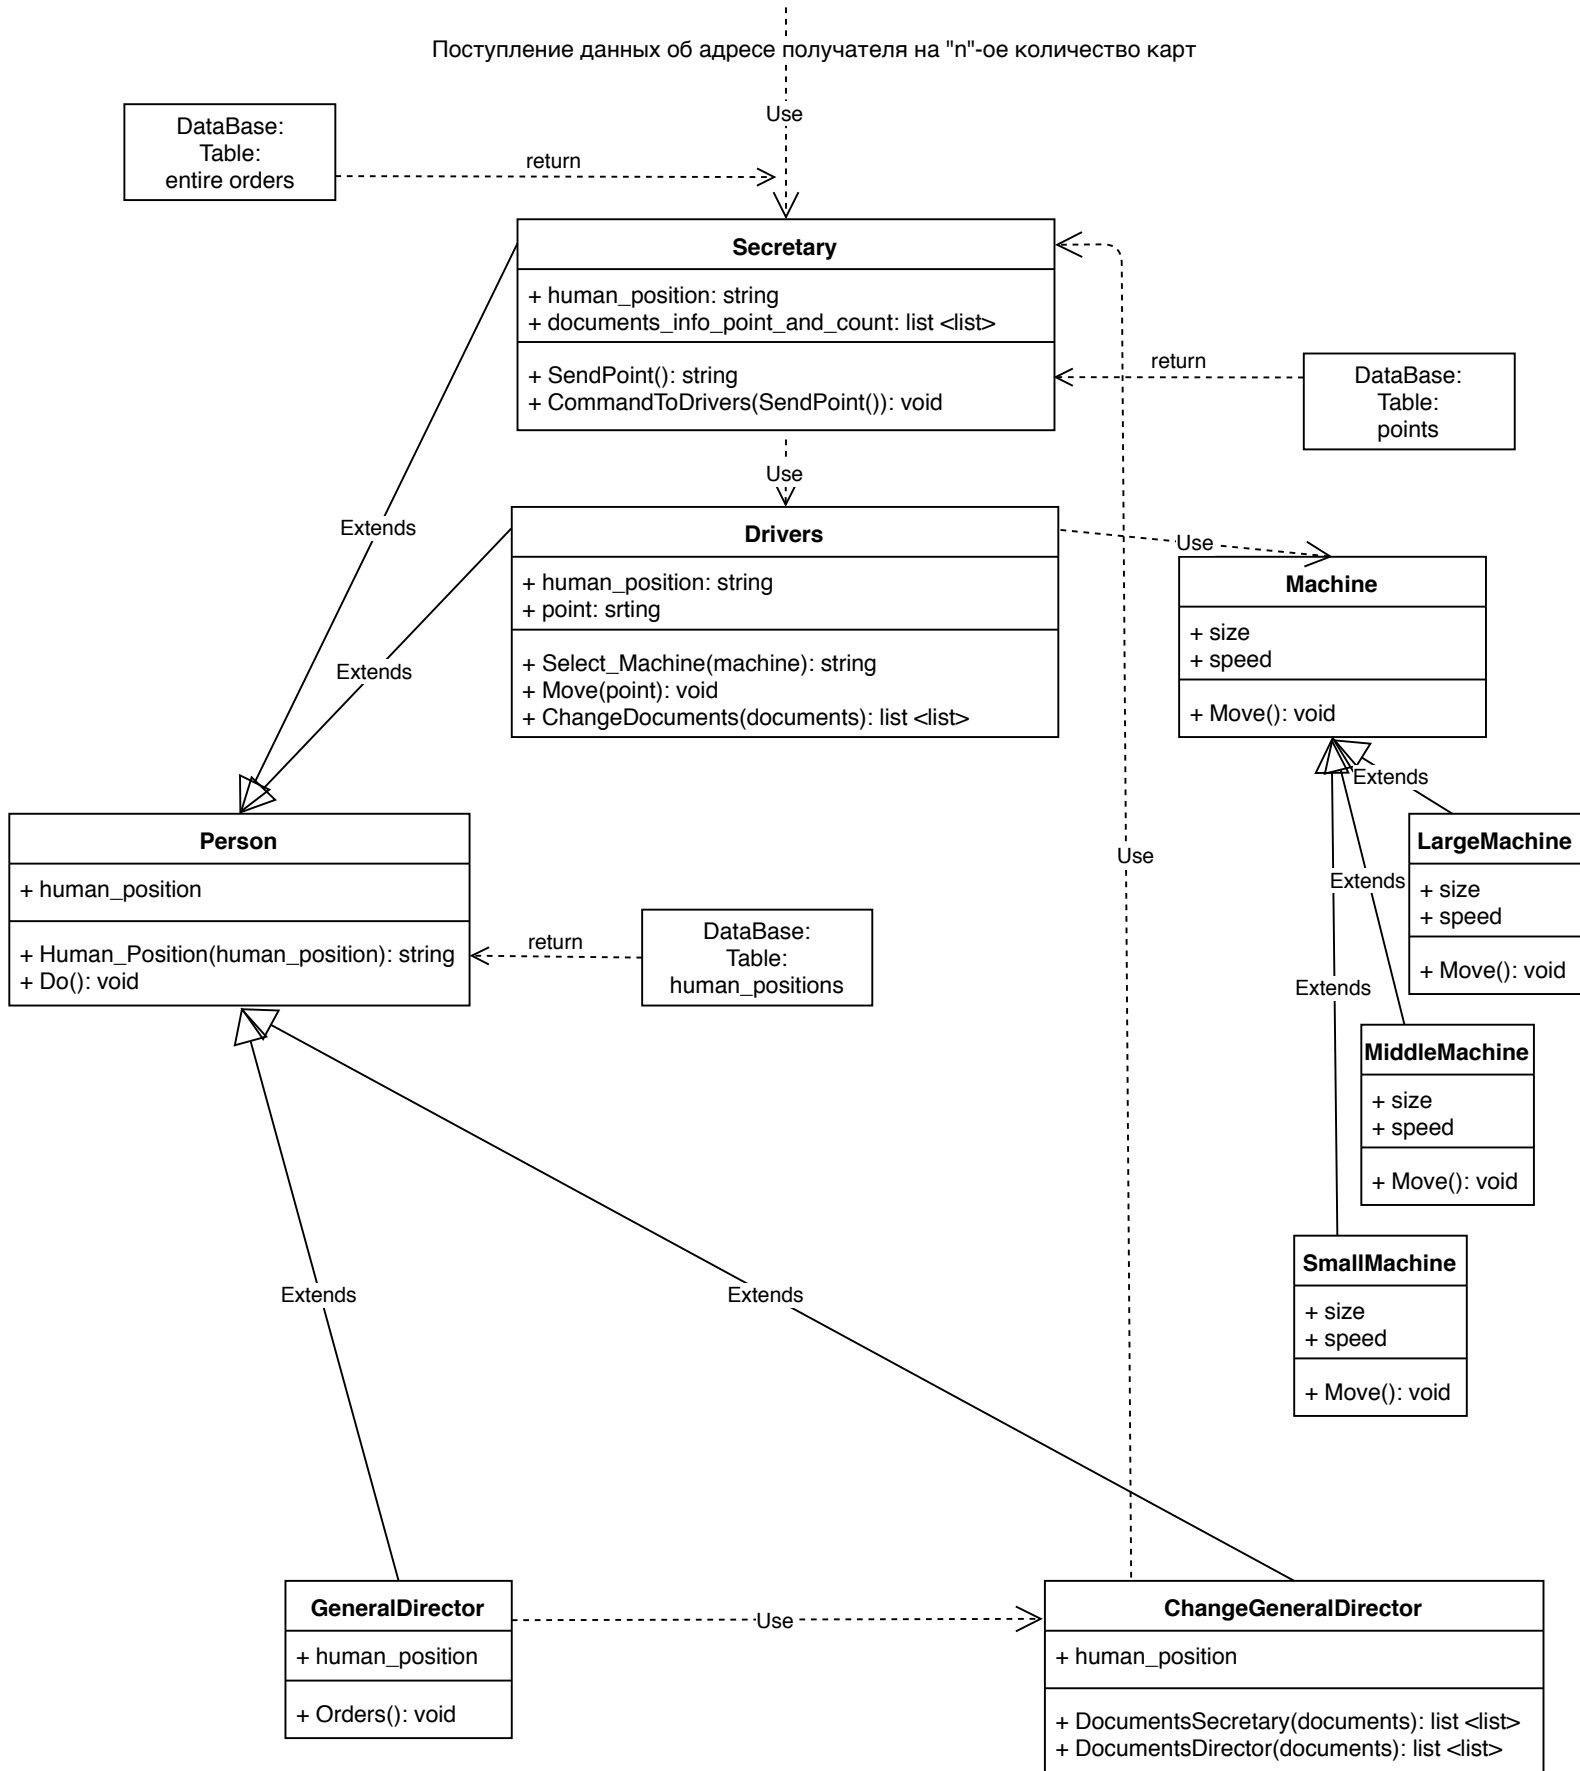 Поступление данных об адресе получателя на "n"-ое количество карт
Use
DataBase:
Table:
entire orders
return
Secretary
+ human_position: string
+ documents_info_point_and_count: list <list>
+ SendPoint(): string
+ CommandToDrivers(SendPoint()): void
return
DataBase:
Table:
points
Use
Extends
Drivers
+ human_position: string
+ point: srting
+ Select_Machine(machine): string
+ Move(point): void
+ ChangeDocuments(documents): list <list>
Use
Machine
+ size
+ speed
+ Move(): void
Extends
Extends
LargeMachine
+ size
+ speed
+ Move(): void
Person
+ human_position
+ Human_Position(human_position): string
+ Do(): void
return
DataBase:
Table:
human_positions
Use
Extends
Extends
MiddleMachine
+ size
+ speed
+ Move(): void
SmallMachine
+ size
+ speed
+ Move(): void
Extends
Extends
GeneralDirector
+ human_position
+ Orders(): void
Use
ChangeGeneralDirector
+ human_position
+ DocumentsSecretary(documents): list <list>
+ DocumentsDirector(documents): list <list>